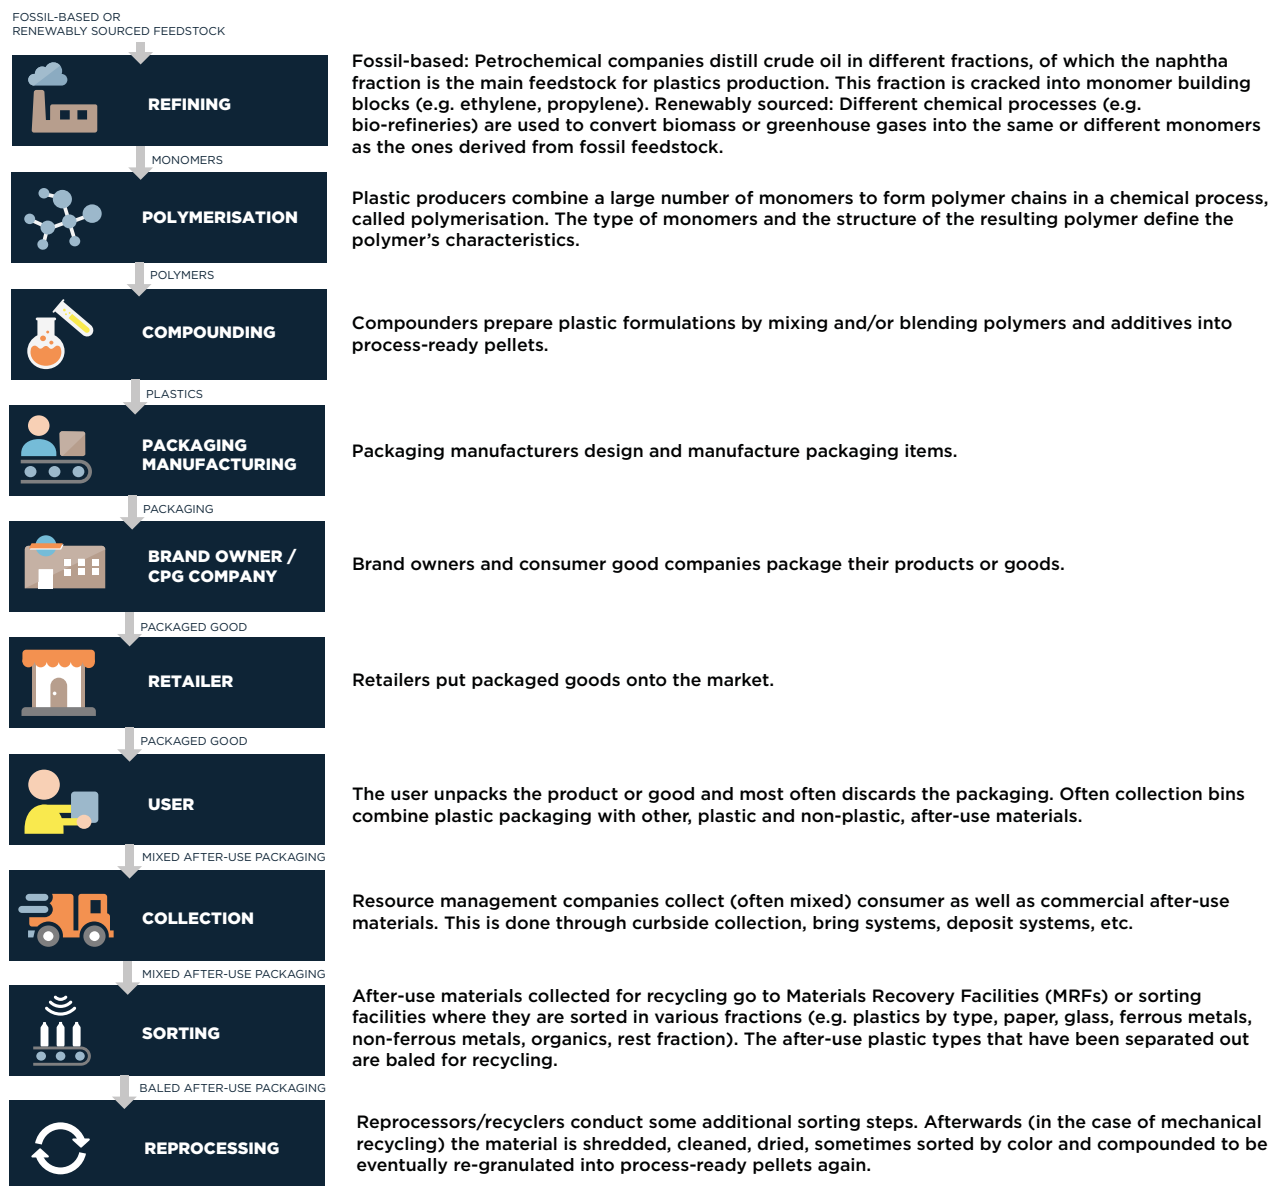 FOSSIL-BASED OR
RENEWABLY SOURCED FEEDSTOCK
REFINING
Fossil-based: Petrochemical companies distill crude oil in different fractions, of which the naphtha
fraction is the main feedstock for plastics production. This fraction is cracked into monomer building
blocks (e.g. ethylene, propylene). Renewably sourced: Different chemical processes (e.g.
bio-refineries) are used to convert biomass or greenhouse gases into the same or different monomers
as the ones derived from fossil feedstock.
MONOMERS
POLYMERISATION
Plastic producers combine a large number of monomers to form polymer chains in a chemical process,
called polymerisation. The type of monomers and the structure of the resulting polymer define the
polymer’s characteristics.
POLYMERS
COMPOUNDING
Compounders prepare plastic formulations by mixing and/or blending polymers and additives into
process-ready pellets.
PLASTICS
PACKAGING
MANUFACTURING
Packaging manufacturers design and manufacture packaging items.
PACKAGING
BRAND OWNER /
CPG COMPANY
Brand owners and consumer good companies package their products or goods.
PACKAGED GOOD
RETAILER
Retailers put packaged goods onto the market.
PACKAGED GOOD
USER
The user unpacks the product or good and most often discards the packaging. Often collection bins
combine plastic packaging with other, plastic and non-plastic, after-use materials.
MIXED AFTER-USE PACKAGING
COLLECTION
Resource management companies collect (often mixed) consumer as well as commercial after-use
materials. This is done through curbside collection, bring systems, deposit systems, etc.
MIXED AFTER-USE PACKAGING
SORTING
After-use materials collected for recycling go to Materials Recovery Facilities (MRFs) or sorting
facilities where they are sorted in various fractions (e.g. plastics by type, paper, glass, ferrous metals,
non-ferrous metals, organics, rest fraction). The after-use plastic types that have been separated out
are baled for recycling.
BALED AFTER-USE PACKAGING
REPROCESSING
Reprocessors/recyclers conduct some additional sorting steps. Afterwards (in the case of mechanical
recycling) the material is shredded, cleaned, dried, sometimes sorted by color and compounded to be
eventually re-granulated into process-ready pellets again.